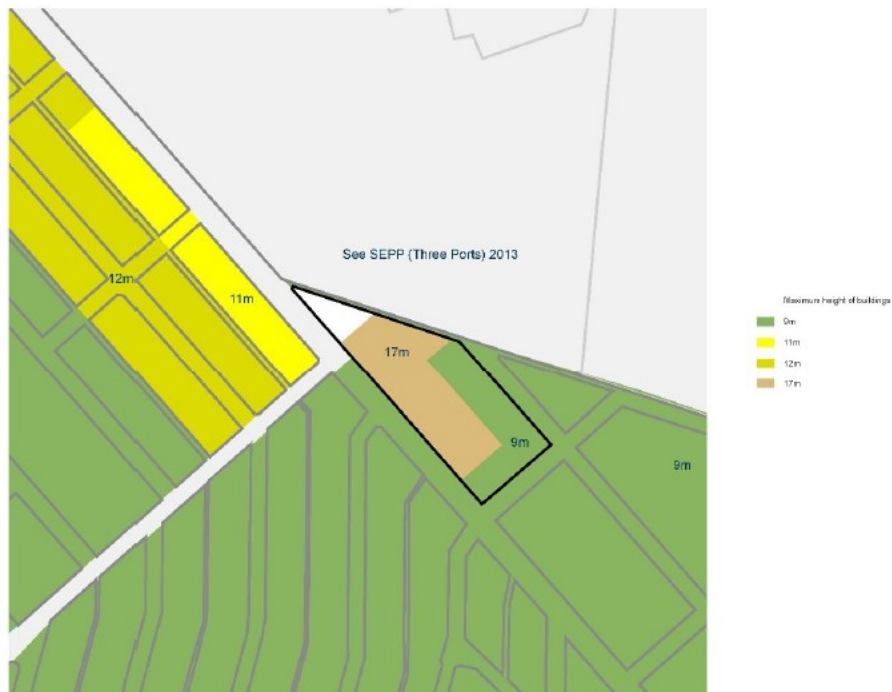 See SEPP (Three Ports) 2013
12m
11m
17m
9m
9m
Maximum height of buildings
9m
11m
12m
17m